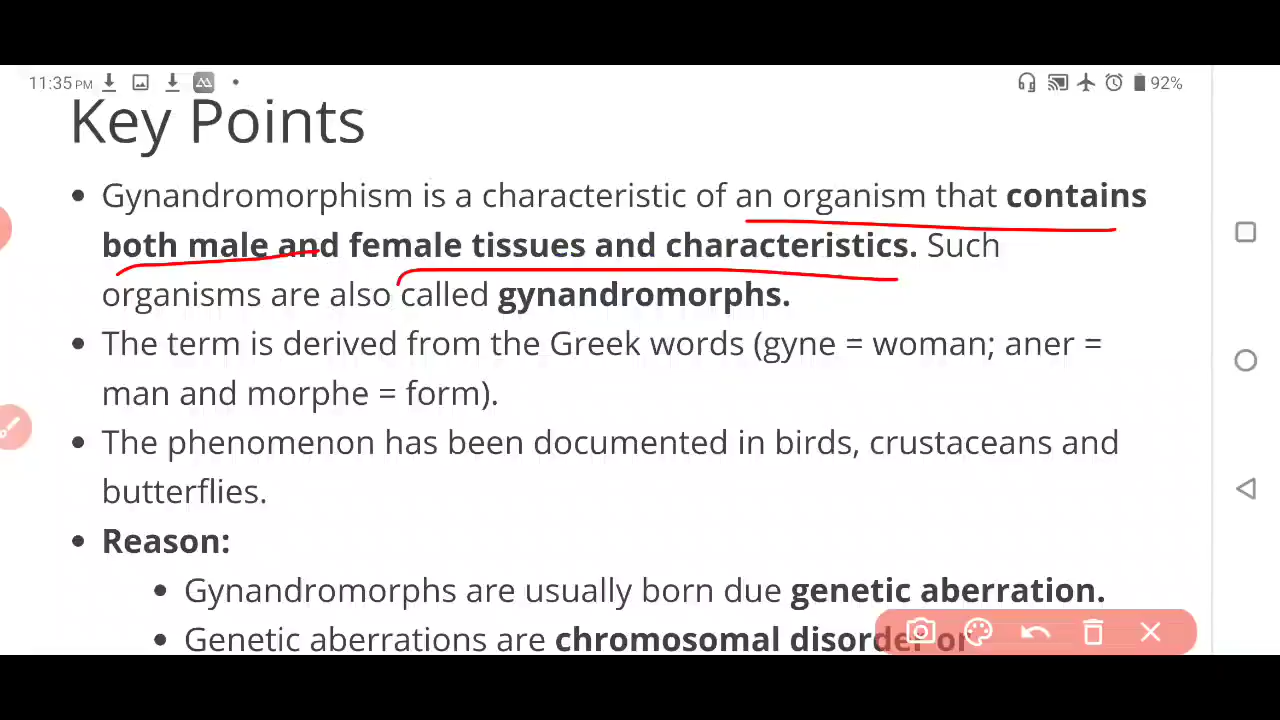 11:35 PM
92%
Key Points
• Gynandromorphism is a characteristic of an organism that contains
both male and female tissues and characteristics. Such
organisms are also called gynandromorphs.
• The term is derived from the Greek words (gyne = woman; aner =
man and morphe = form).
• The phenomenon has been documented in birds, crustaceans and
butterflies.
• Reason:
• Gynandromorphs are usually born due genetic aberration.
• Genetic aberrations are chromosomal disorder or